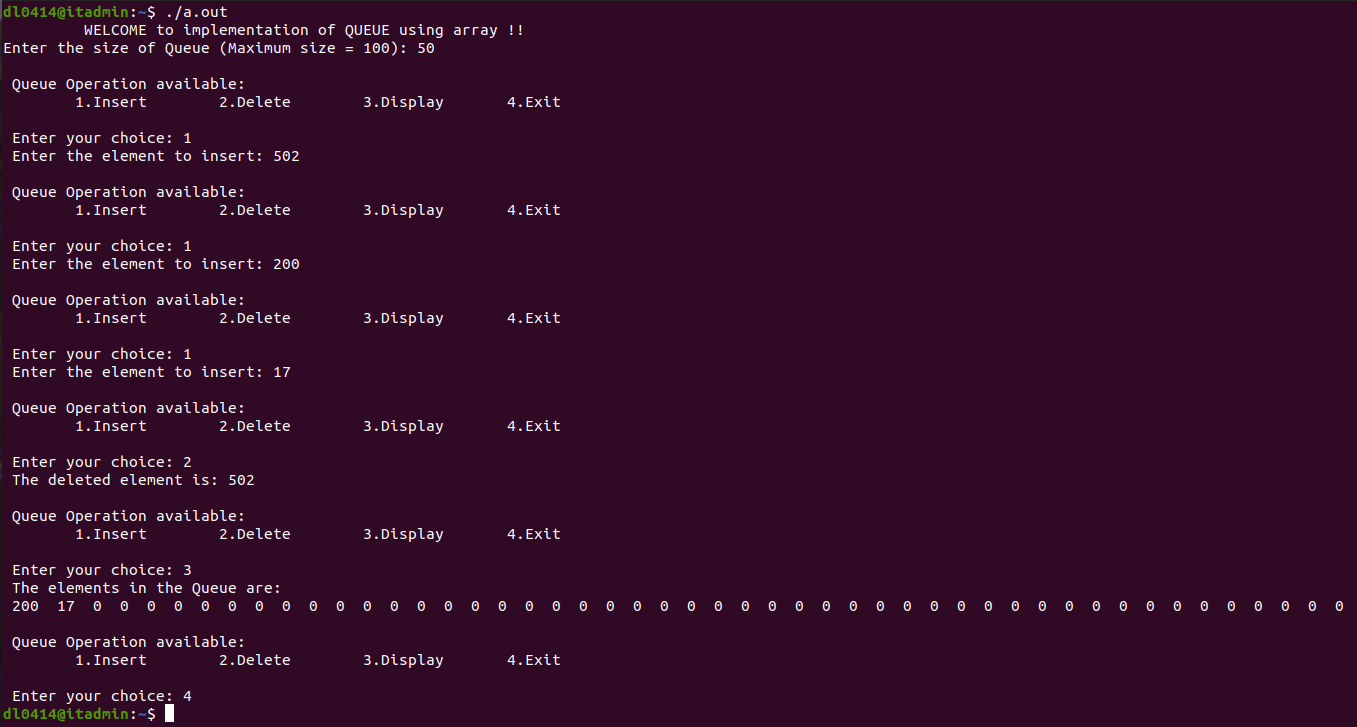 dl0414@itadmin:~$ ./a.out
WELCOME to implementation of QUEUE using array !!
Enter the size of Queue (Maximum size = 100): 50
Queue Operation available:
1.Insert        2.Delete        3.Display       4.Exit
Enter your choice: 1
Enter the element to insert: 502
Queue Operation available:
1.Insert        2.Delete        3.Display       4.Exit
Enter your choice: 1
Enter the element to insert: 200
Queue Operation available:
1.Insert        2.Delete        3.Display       4.Exit
Enter your choice: 1
Enter the element to insert: 17
Queue Operation available:
1.Insert        2.Delete        3.Display       4.Exit
Enter your choice: 2
The deleted element is: 502
Queue Operation available:
1.Insert        2.Delete        3.Display       4.Exit
Enter your choice: 3
The elements in the Queue are:
200  17  0  0  0  0  0  0  0  0  0  0  0  0  0  0  0  0  0  0  0  0  0  0  0  0  0  0  0  0  0  0  0  0  0  0  0  0  0  0  0  0  0  0  0  0  0  0  0
Queue Operation available:
1.Insert        2.Delete        3.Display       4.Exit
Enter your choice: 4
dl0414@itadmin:~$